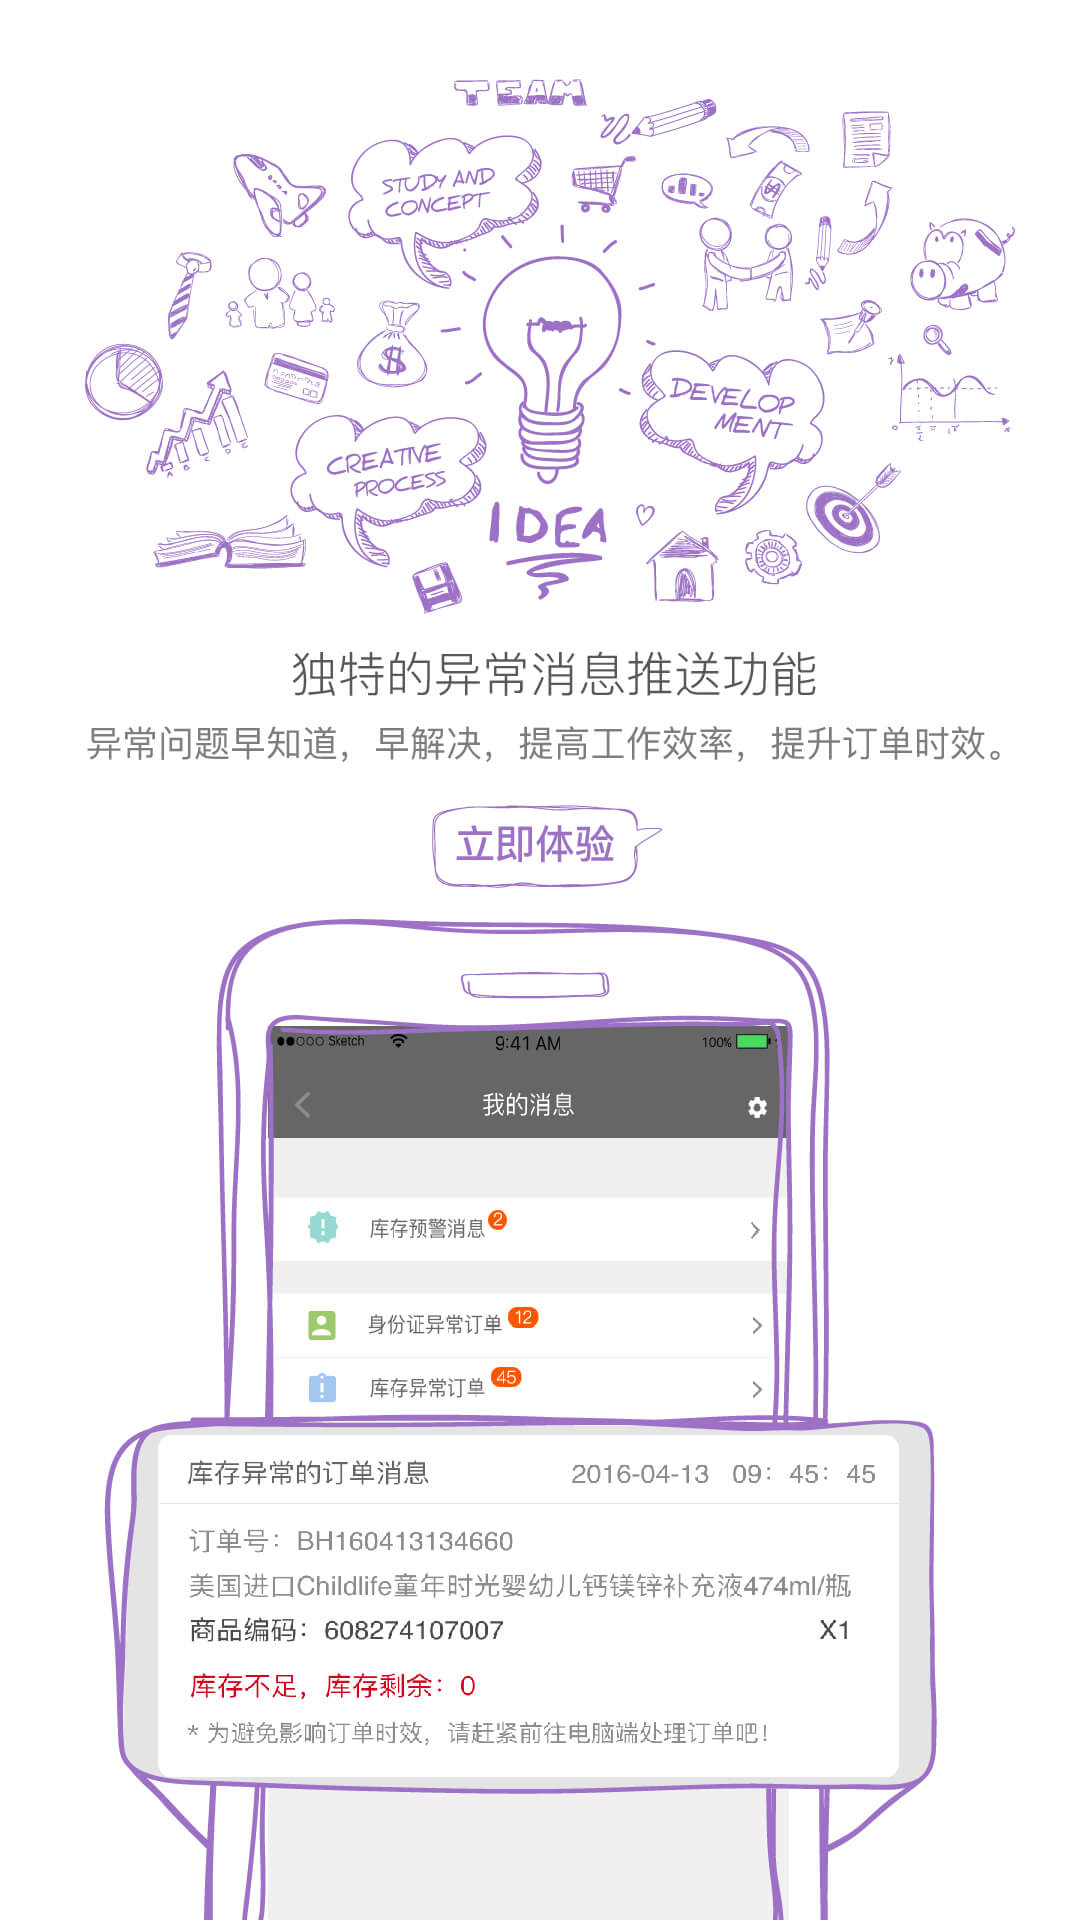 TEAM
STUDY AND
CONCEPT
DEVELOP
MENT
CREATIVE
PROCESS
IDEA
独特的异常消息推送功能
异常问题早知道，早解决，提高工作效率，提升订单时效。
立即体验
Sketch 9:41 AM 100%
我的消息
库存预警消息 2
身份证异常订单 12
库存异常订单 45
库存异常的订单消息 2016-04-13 09：45：45
订单号：BH160413134660
美国进口Childlife童年时光婴幼儿钙镁锌补充液474ml/瓶
商品编码：608274107007 X1
库存不足，库存剩余：0
* 为避免影响订单时效，请赶紧前往电脑端处理订单吧！